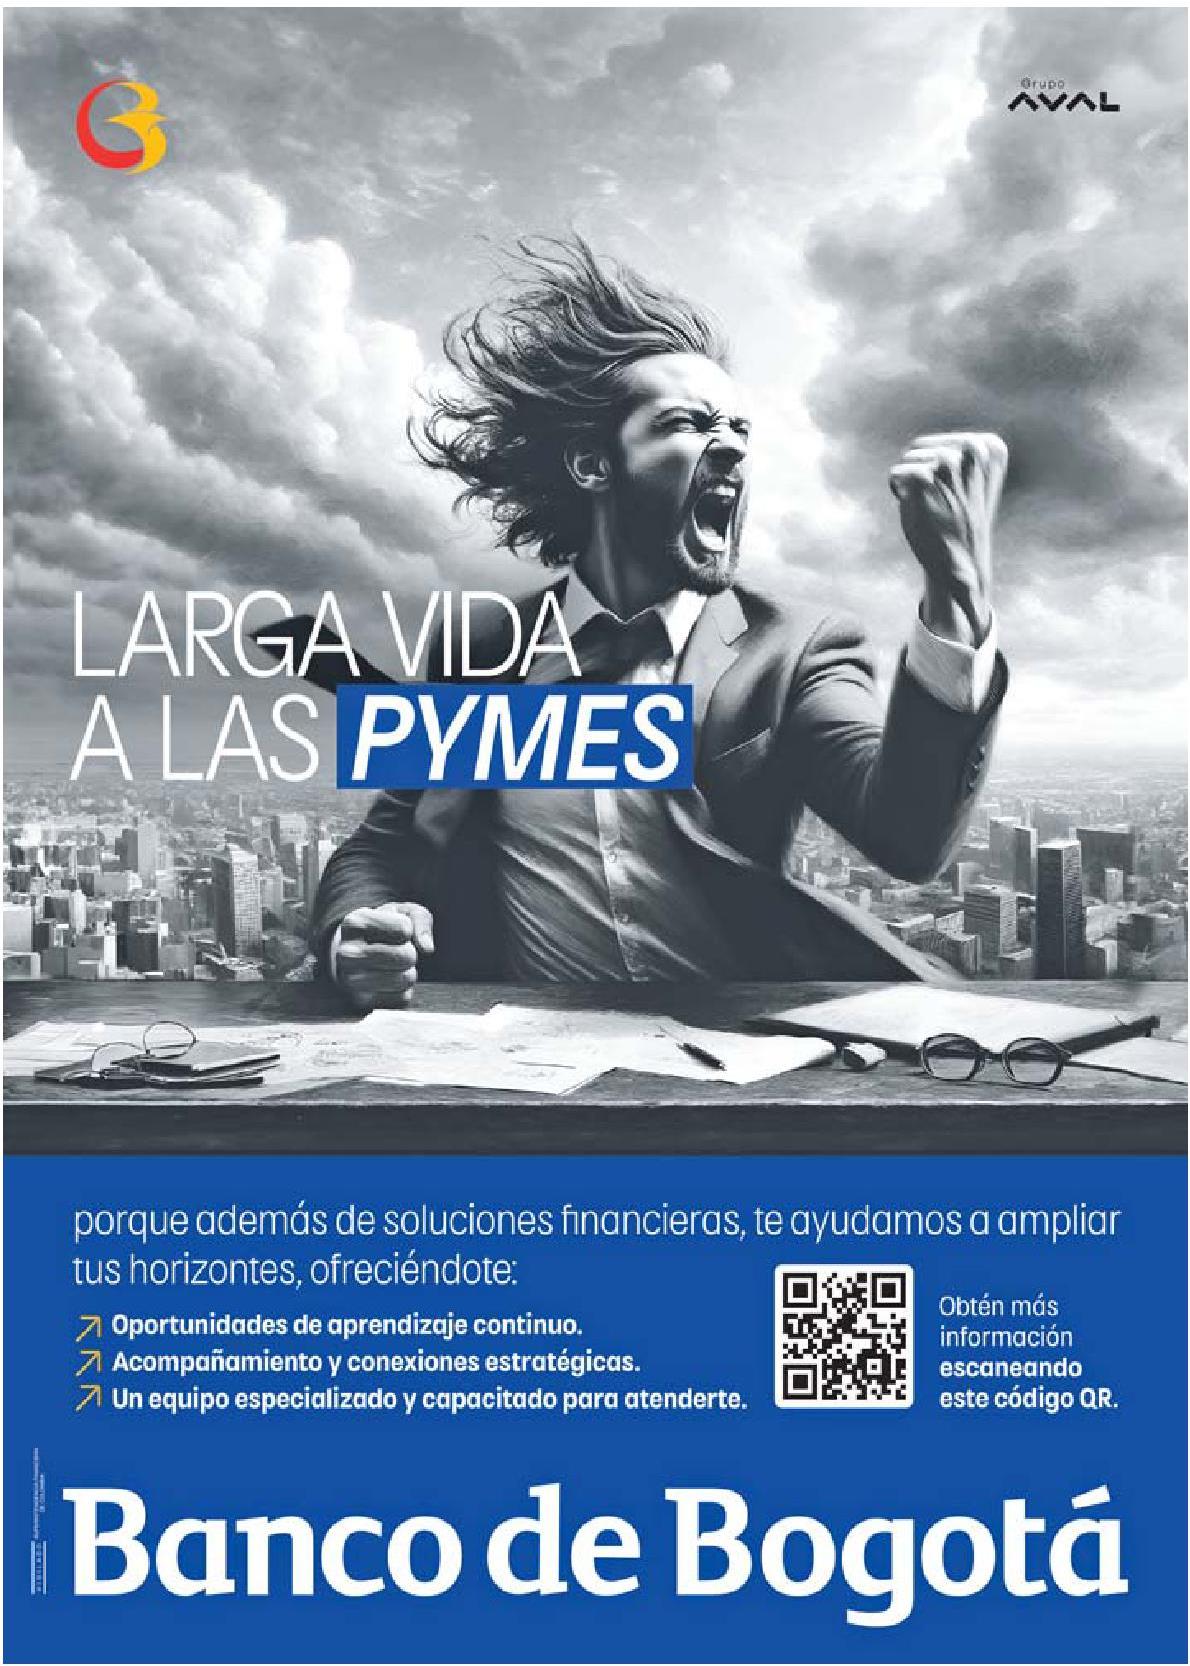 Grupo
AVAL
LARGA VIDA
A LAS PYMES
porque además de soluciones financieras, te ayudamos a ampliar
tus horizontes, ofreciéndote:
Oportunidades de aprendizaje continuo.
Acompañamiento y conexiones estratégicas.
Un equipo especializado y capacitado para atenderte.
Obtén más
información
escaneando
este código QR.
Banco de Bogotá